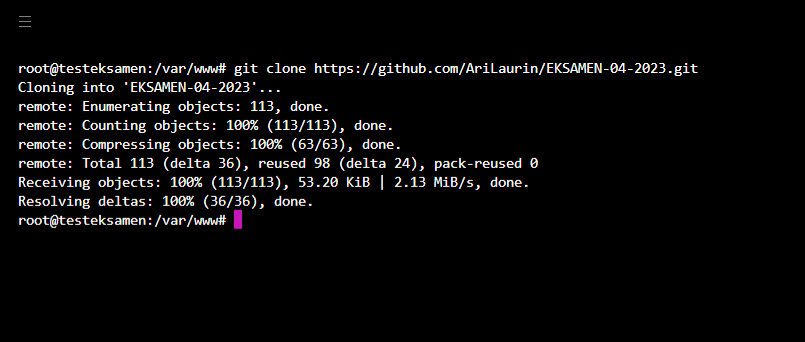 root@testeksamen:/var/www# git clone https://github.com/AriLaurin/EKSAMEN-04-2023.git
Cloning into 'EKSAMEN-04-2023'...
remote: Enumerating objects: 113, done.
remote: Counting objects: 100% (113/113), done.
remote: Compressing objects: 100% (63/63), done.
remote: Total 113 (delta 36), reused 98 (delta 24), pack-reused 0
Receiving objects: 100% (113/113), 53.20 KiB | 2.13 MiB/s, done.
Resolving deltas: 100% (36/36), done.
root@testeksamen:/var/www#